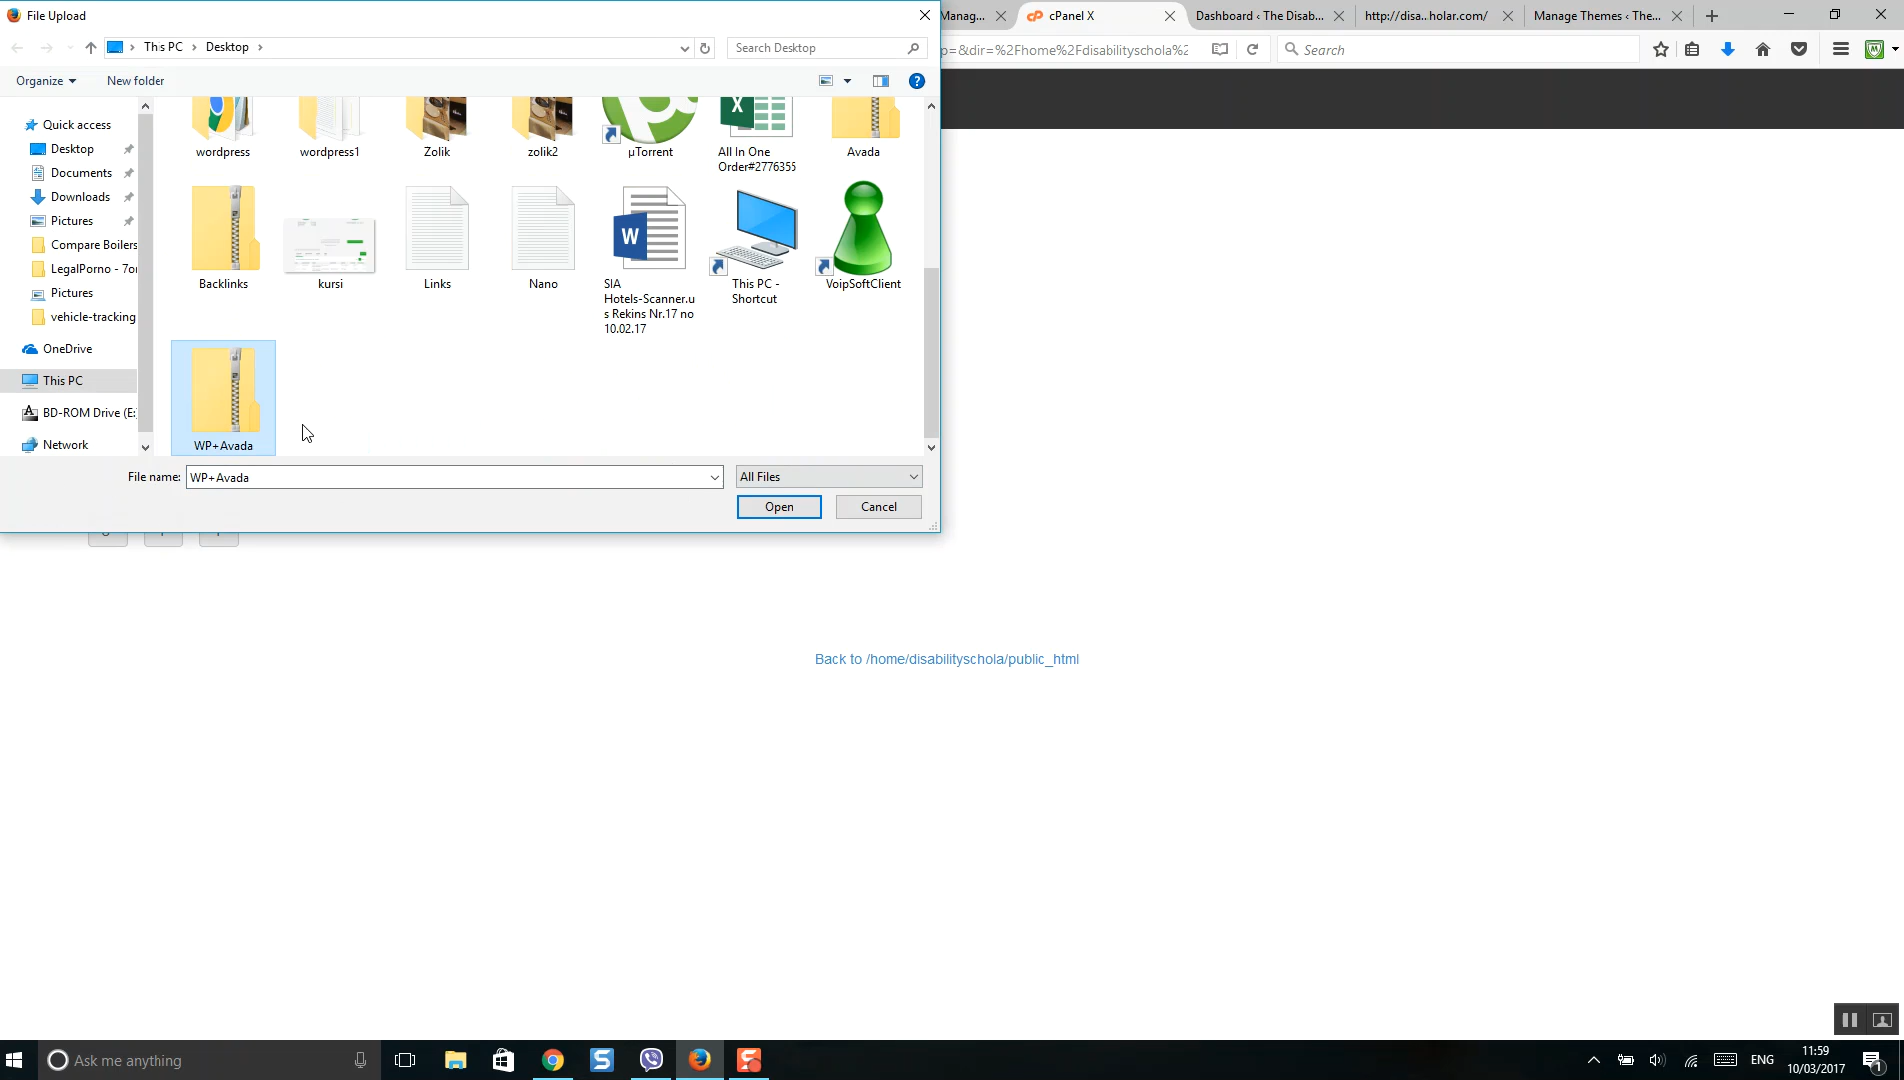 File Upload
Manag...
cPanel X
Dashboard ‹ The Disab...
http://disa...holar.com/
Manage Themes ‹ The...
This PC
Desktop
Search Desktop
p=&dir=%2Fhome%2Fdisabilityschola%2
Search
Organize
New folder
Quick access
Desktop
Documents
Downloads
Pictures
Compare Boilers
LegalPorno - 7or
Pictures
vehicle-tracking
OneDrive
This PC
BD-ROM Drive (E:
Network
wordpress
wordpress1
Zolik
zolik2
µTorrent
All In One
Order#2776355
Avada
Backlinks
kursi
Links
Nano
SIA
Hotels-Scanner.u
s Rekins Nr.17 no
10.02.17
This PC -
Shortcut
VoipSoftClient
WP+Avada
File name:
WP+Avada
All Files
Open
Cancel
Back to /home/disabilityschola/public_html
Ask me anything
ENG
11:59
10/03/2017
1